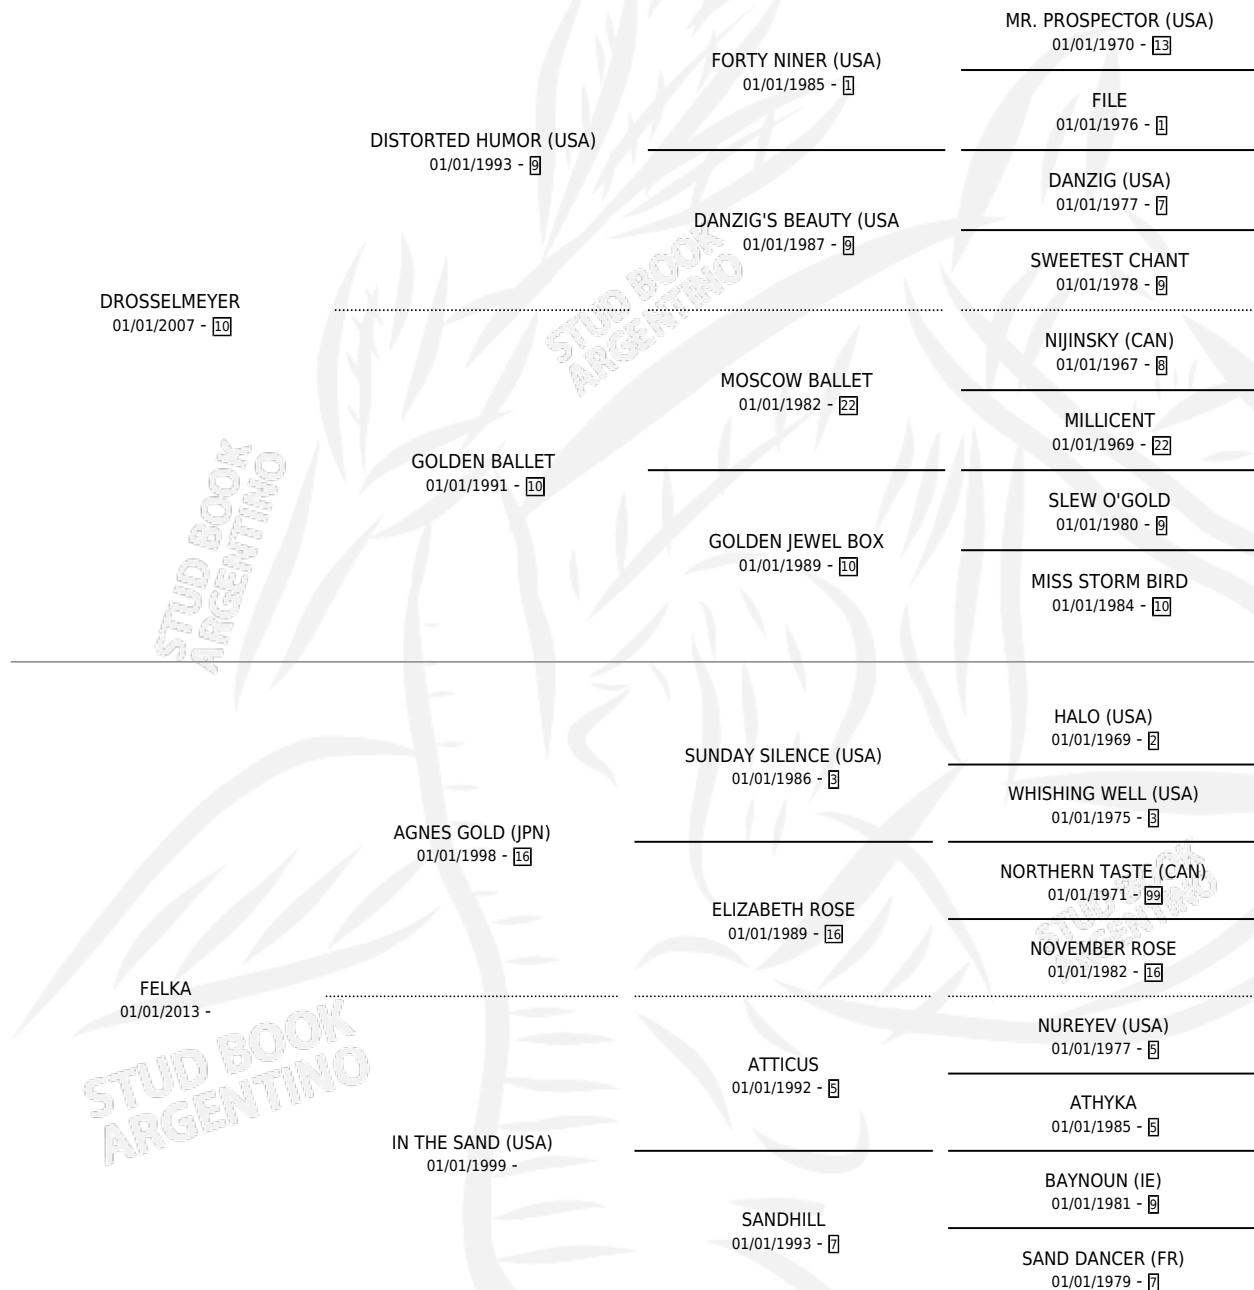 MR. PROSPECTOR (USA)
01/01/1970 - 13
FORTY NINER (USA)
01/01/1985 - 1
FILE
01/01/1976 - 1
DISTORTED HUMOR (USA)
01/01/1993 - 9
DANZIG (USA)
01/01/1977 - 7
DANZIG'S BEAUTY (USA
01/01/1987 - 9
SWEETEST CHANT
01/01/1978 - 9
DROSSELMEYER
01/01/2007 - 10
STUD BOOK
ARGENTINO
NIJINSKY (CAN)
01/01/1967 - 8
MOSCOW BALLET
01/01/1982 - 22
MILLICENT
01/01/1969 - 22
GOLDEN BALLET
01/01/1991 - 10
SLEW O'GOLD
01/01/1980 - 9
GOLDEN JEWEL BOX
01/01/1989 - 10
MISS STORM BIRD
01/01/1984 - 10
STUD BOOK
ARGENTINO
HALO (USA)
01/01/1969 - 2
SUNDAY SILENCE (USA)
01/01/1986 - 3
WHISHING WELL (USA)
01/01/1975 - 3
AGNES GOLD (JPN)
01/01/1998 - 16
NORTHERN TASTE (CAN)
01/01/1971 - 99
STUD BOOK
ARGENTINO
ELIZABETH ROSE
01/01/1989 - 16
NOVEMBER ROSE
01/01/1982 - 16
FELKA
01/01/2013 -
STUD BOOK
ARGENTINO
NUREYEV (USA)
01/01/1977 - 5
ATTICUS
01/01/1992 - 5
ATHYKA
01/01/1985 - 5
IN THE SAND (USA)
01/01/1999 -
BAYNOUN (IE)
01/01/1981 - 9
SANDHILL
01/01/1993 - 7
SAND DANCER (FR)
01/01/1979 - 7